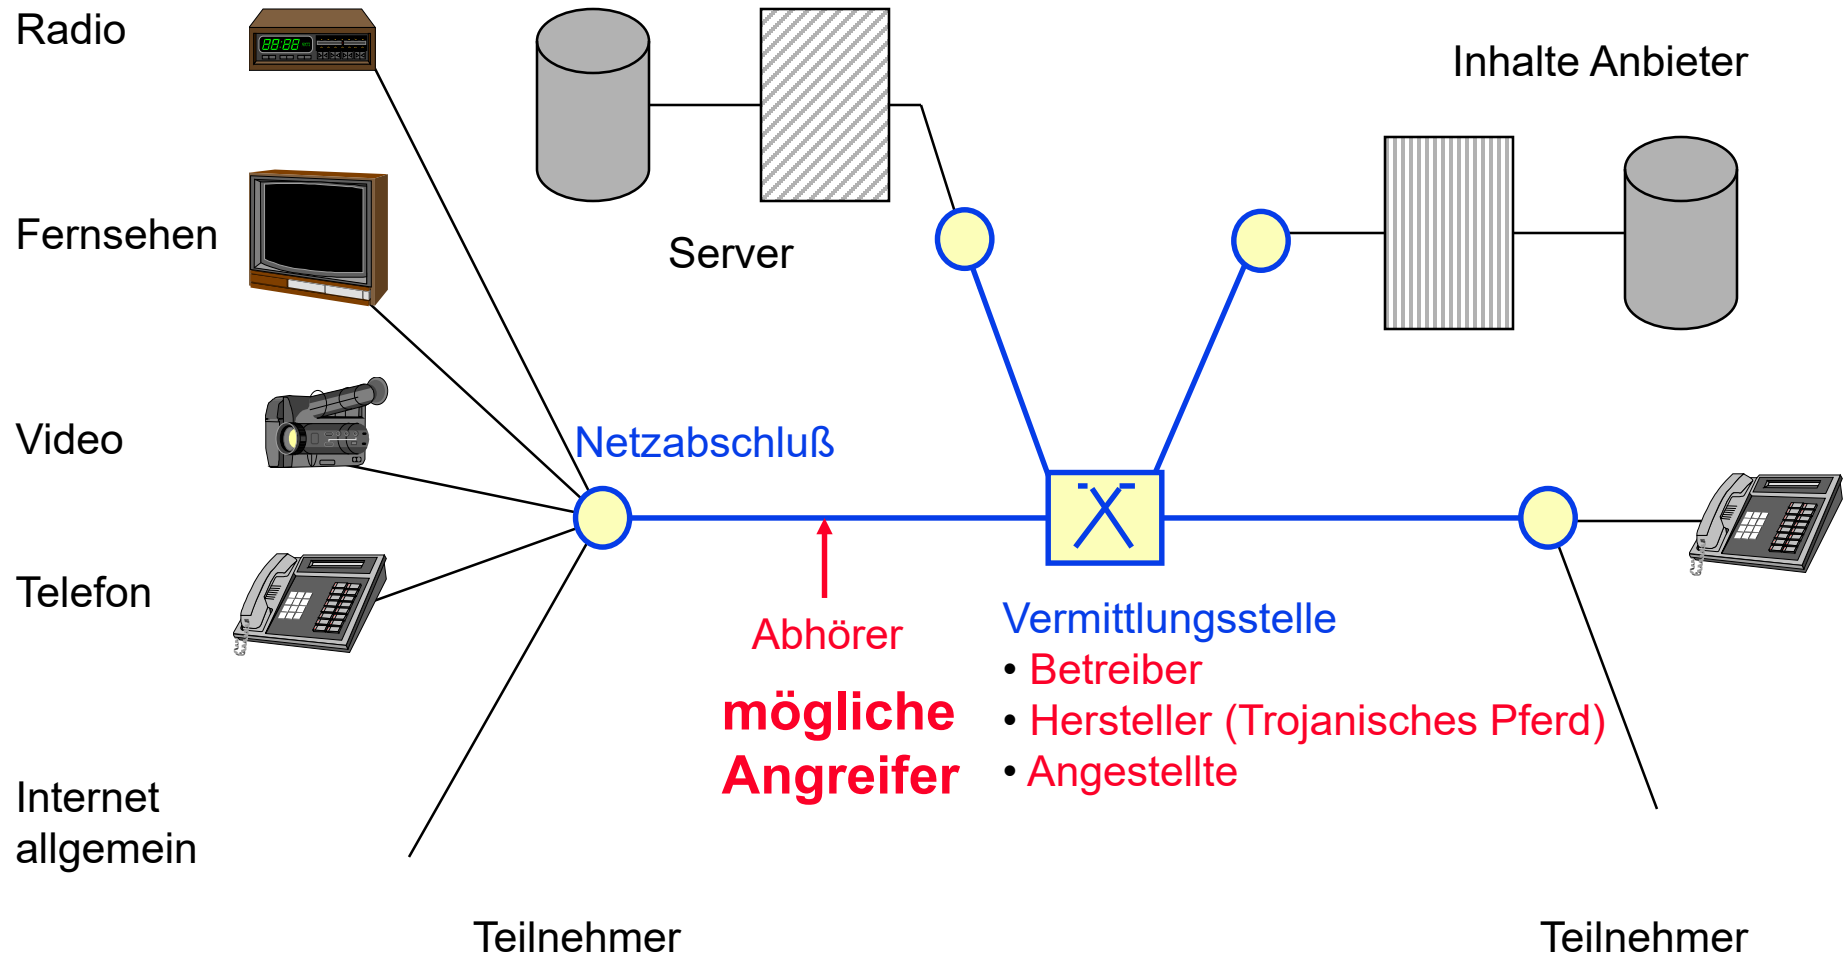 Radio
Inhalte Anbieter
Fernsehen
Server
Video
Netzabschluß
Telefon
Abhörer
mögliche
Angreifer
Vermittlungsstelle
• Betreiber
• Hersteller (Trojanisches Pferd)
• Angestellte
Internet
allgemein
Teilnehmer
Teilnehmer